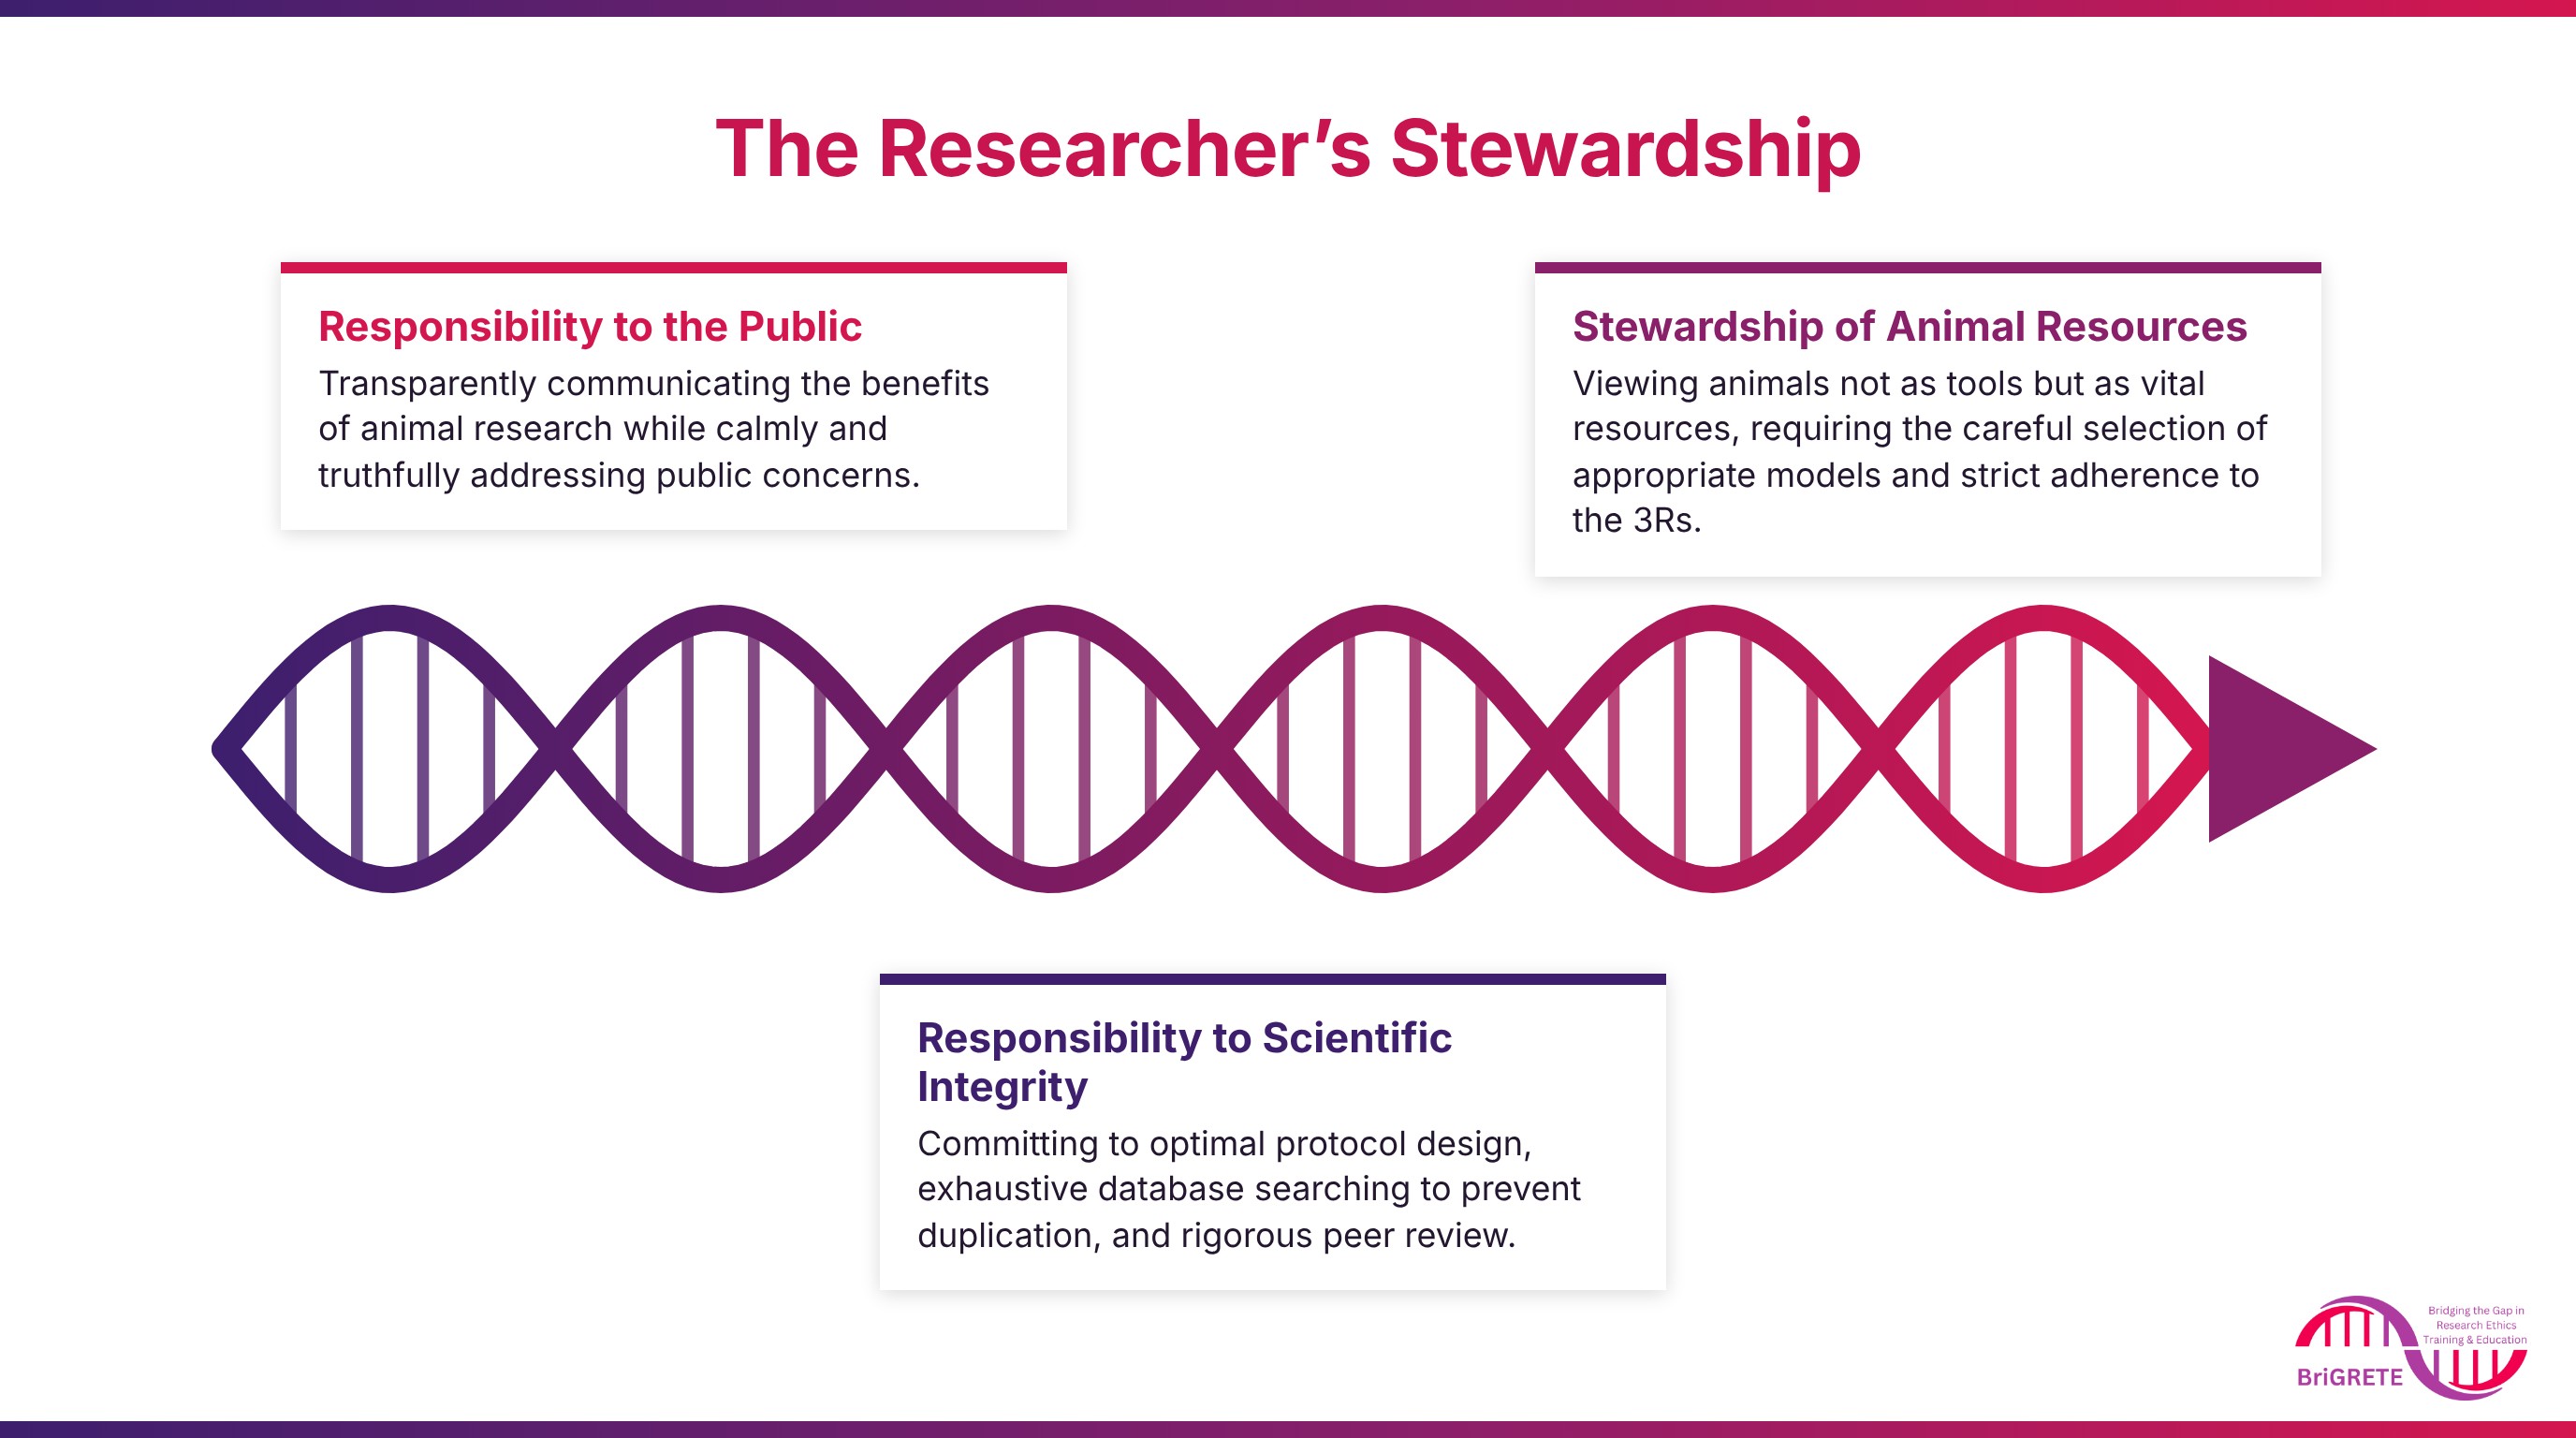 The Researcher’s Stewardship
Responsibility to the Public
Transparently communicating the benefits
of animal research while calmly and
truthfully addressing public concerns.
Stewardship of Animal Resources
Viewing animals not as tools but as vital
resources, requiring the careful selection of
appropriate models and strict adherence to
the 3Rs.
Responsibility to Scientific
Integrity
Committing to optimal protocol design,
exhaustive database searching to prevent
duplication, and rigorous peer review.
Bridging the Gap in
Research Ethics
Training & Education
BriGRETE